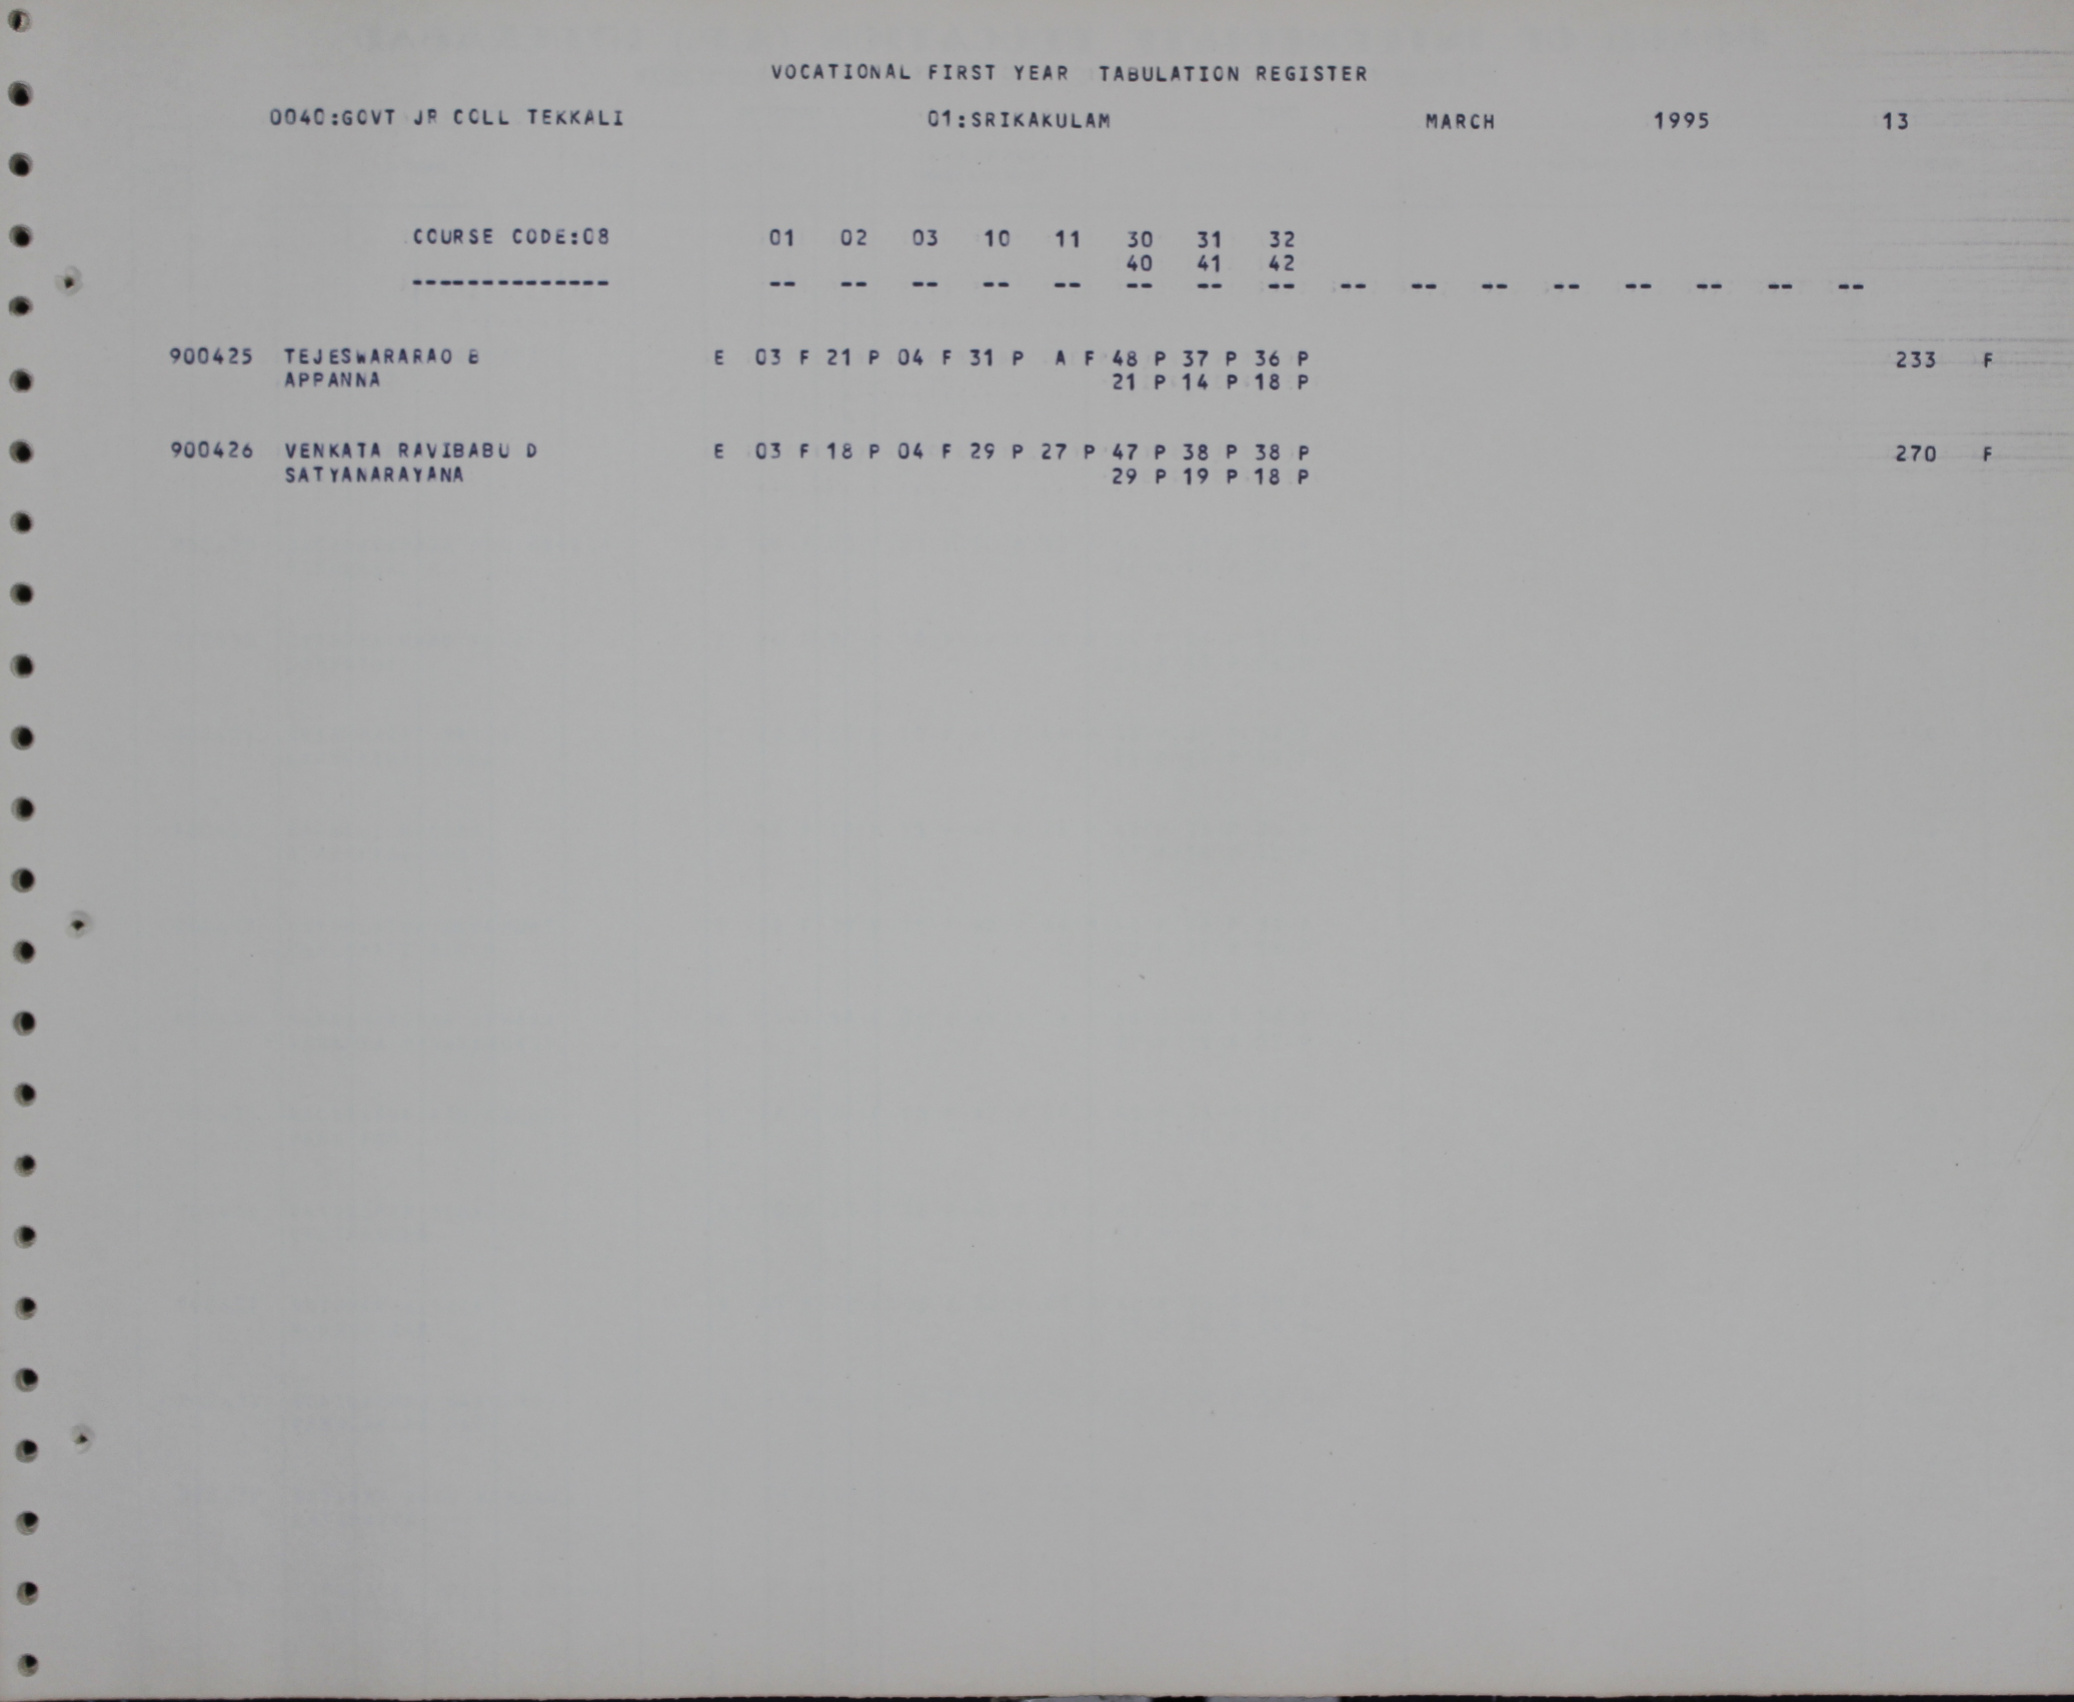 VOCATIONAL FIRST YEAR TABULATION REGISTER
0040:GOVT JR COLL TEKKALI 01:SRIKAKULAM MARCH 1995 13
COURSE CODE:08 01 02 03 10 11 30 31 32
40 41 42
-------------- -- -- -- -- -- -- -- -- -- -- -- -- -- -- -- --
900425 TEJESWARARAO B E 03 F 21 P 04 F 31 P A F 48 P 37 P 36 P 233 F
APPANNA 21 P 14 P 18 P
900426 VENKATA RAVIBABU D E 03 F 18 P 04 F 29 P 27 P 47 P 38 P 38 P 270 F
SATYANARAYANA 29 P 19 P 18 P